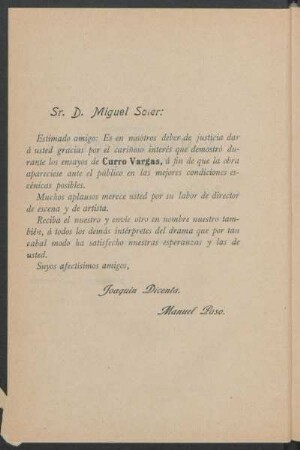 Sr. D. Miguel Soler:
Estimado amigo: Es en nosotros deber de justicia dar
á usted gracias por el cariñoso interés que demostró du-
rante los ensayos de Curro Vargas, á fin de que la obra
apareciese ante el público en las mejores condiciones es-
cénicas posibles.
Muchos aplausos merece usted por su labor de director
de escena y de artista.
Reciba el nuestro y envíe otro en nombre nuestro tam-
bién, á todos los demás intérpretes del drama que por tan
cabal modo ha satisfecho nuestras esperanzas y las de
usted.
Suyos afectísimos amigos,
Joaquín Dicenta.
Manuel Paso.